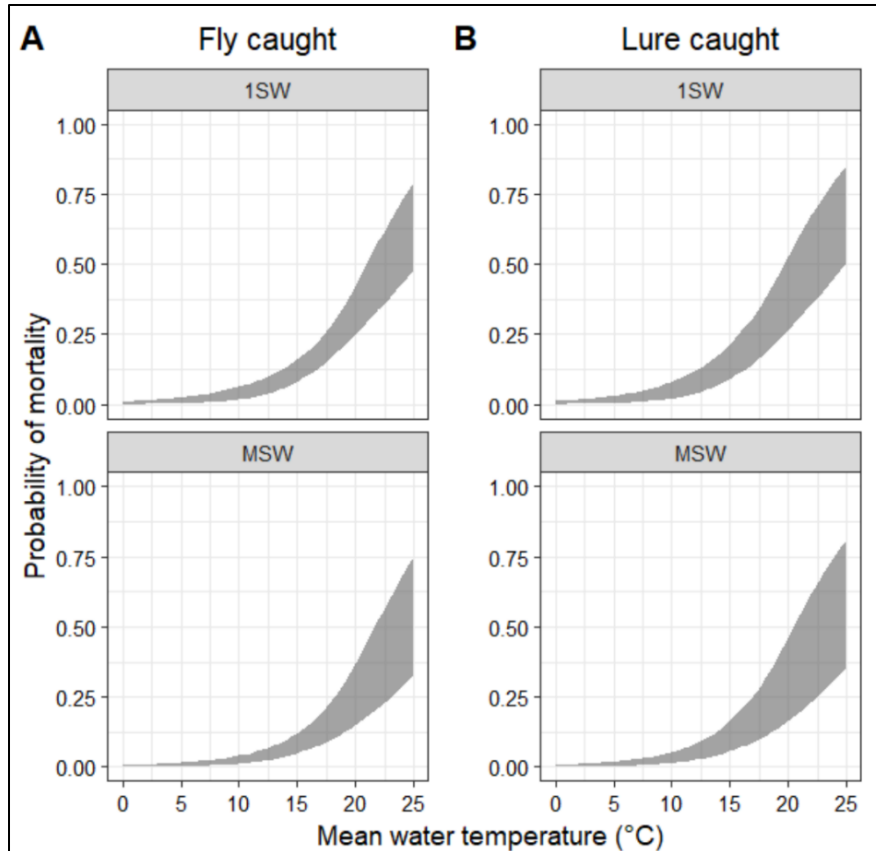 A Fly caught B Lure caught
1SW 1SW
1.00 1.00
0.75 0.75
0.50 0.50
0.25 0.25
0.00 0.00
Probability of mortality
MSW MSW
1.00 1.00
0.75 0.75
0.50 0.50
0.25 0.25
0.00 0.00
0 5 10 15 20 25 0 5 10 15 20 25
Mean water temperature (°C)